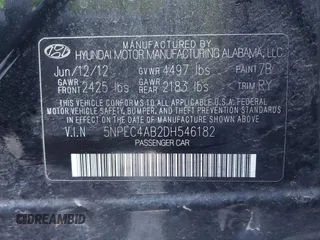 HYUNDAI MOTOR MANUFACTURING ALABAMA, LLC
MANUFACTURED BY
Jun/12/12 GVWR 4497 lbs PAINT 7B
GAWR FRONT 2425 lbs GAWR REAR 2183 lbs TRIM RY
THIS VEHICLE CONFORMS TO ALL APPLICABLE U.S.A. FEDERAL
MOTOR VEHICLE SAFETY, BUMPER, AND THEFT PREVENTION
STANDARDS IN EFFECT ON THE DATE OF MANUFACTURE SHOWN ABOVE.
V.I.N 5NPEC4AB2DH546182
PASSENGER CAR
© DREAMBID